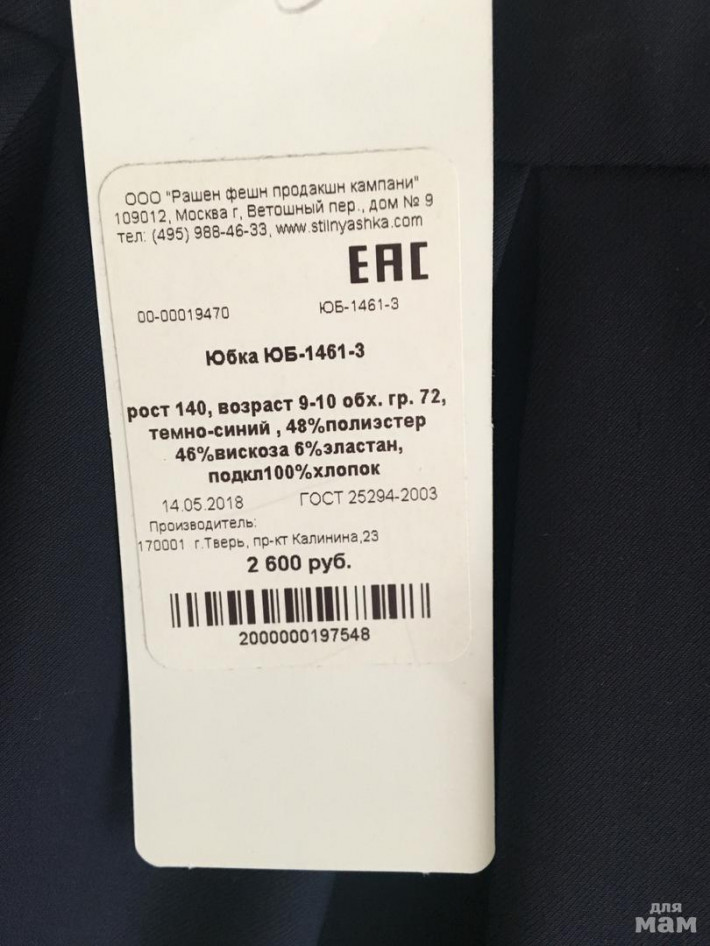 ООО "Рашен фешн продакшн кампани"
109012, Москва г, Ветошный пер., дом № 9
тел: (495) 988-46-33, www.stilnyashka.com
ЕАС
00-00019470 ЮБ-1461-3
Юбка ЮБ-1461-3
рост 140, возраст 9-10 обх. гр. 72,
темно-синий , 48%полиэстер
46%вискоза 6%эластан,
подкл100%хлопок
14.05.2018 ГОСТ 25294-2003
Производитель:
170001 г.Тверь, пр-кт Калинина,23
2 600 руб.
2000000197548
для
мам